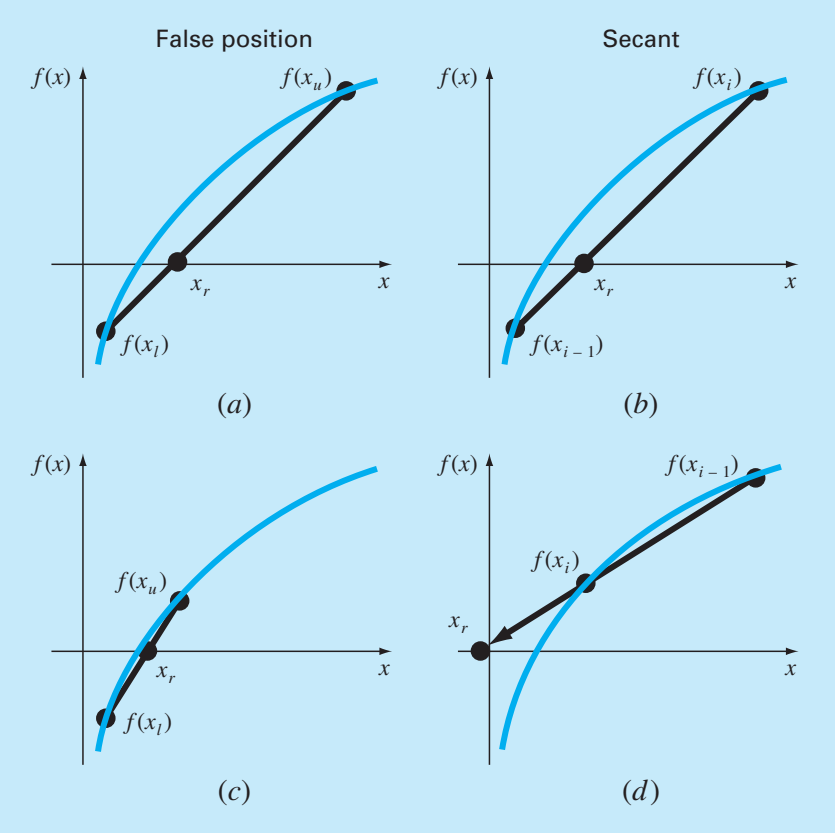 False position
Secant
f(x)
f(x_u)
f(x)
f(x_i)
x_r
x
x_r
x
f(x_l)
f(x_{i – 1})
(a)
(b)
f(x)
f(x)
f(x_{i – 1})
f(x_u)
f(x_i)
x_r
x_r
x
x
f(x_l)
(c)
(d)